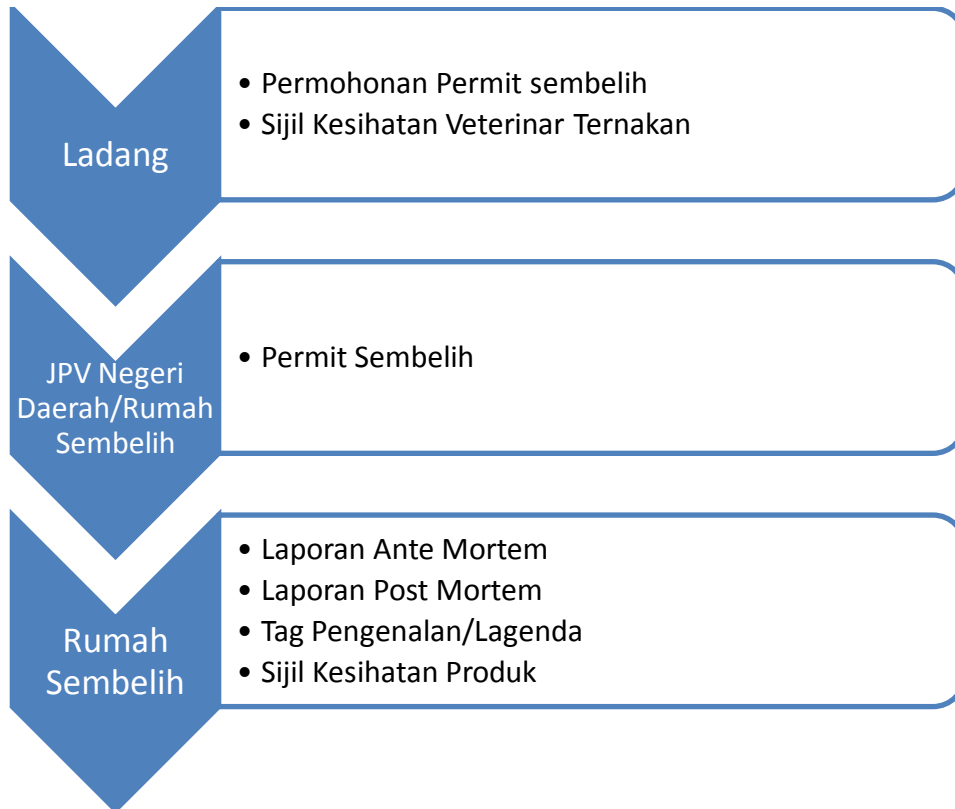 Ladang
• Permohonan Permit sembelih
• Sijil Kesihatan Veterinar Ternakan
JPV Negeri
Daerah/Rumah
Sembelih
• Permit Sembelih
Rumah
Sembelih
• Laporan Ante Mortem
• Laporan Post Mortem
• Tag Pengenalan/Lagenda
• Sijil Kesihatan Produk